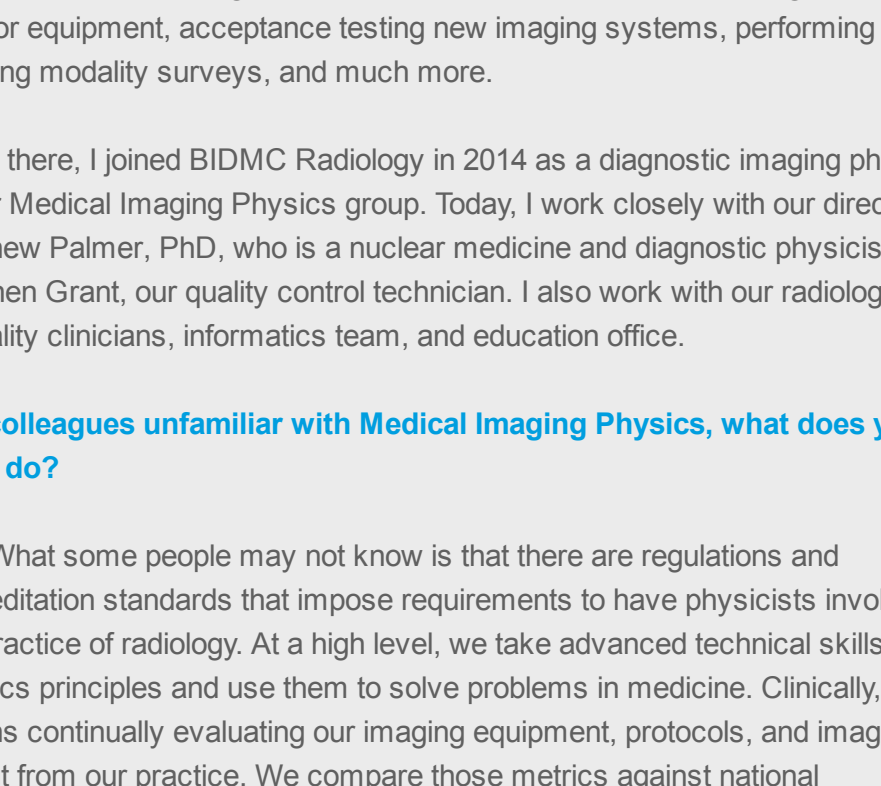 or equipment, acceptance testing new imaging systems, performing
ng modality surveys, and much more.
there, I joined BIDMC Radiology in 2014 as a diagnostic imaging ph
Medical Imaging Physics group. Today, I work closely with our direc
hew Palmer, PhD, who is a nuclear medicine and diagnostic physicis
hen Grant, our quality control technician. I also work with our radiolog
ality clinicians, informatics team, and education office.
colleagues unfamiliar with Medical Imaging Physics, what does y
do?
What some people may not know is that there are regulations and
editation standards that impose requirements to have physicists invol
ractice of radiology. At a high level, we take advanced technical skills
cs principles and use them to solve problems in medicine. Clinically,
ns continually evaluating our imaging equipment, protocols, and imag
t from our practice. We compare those metrics against national